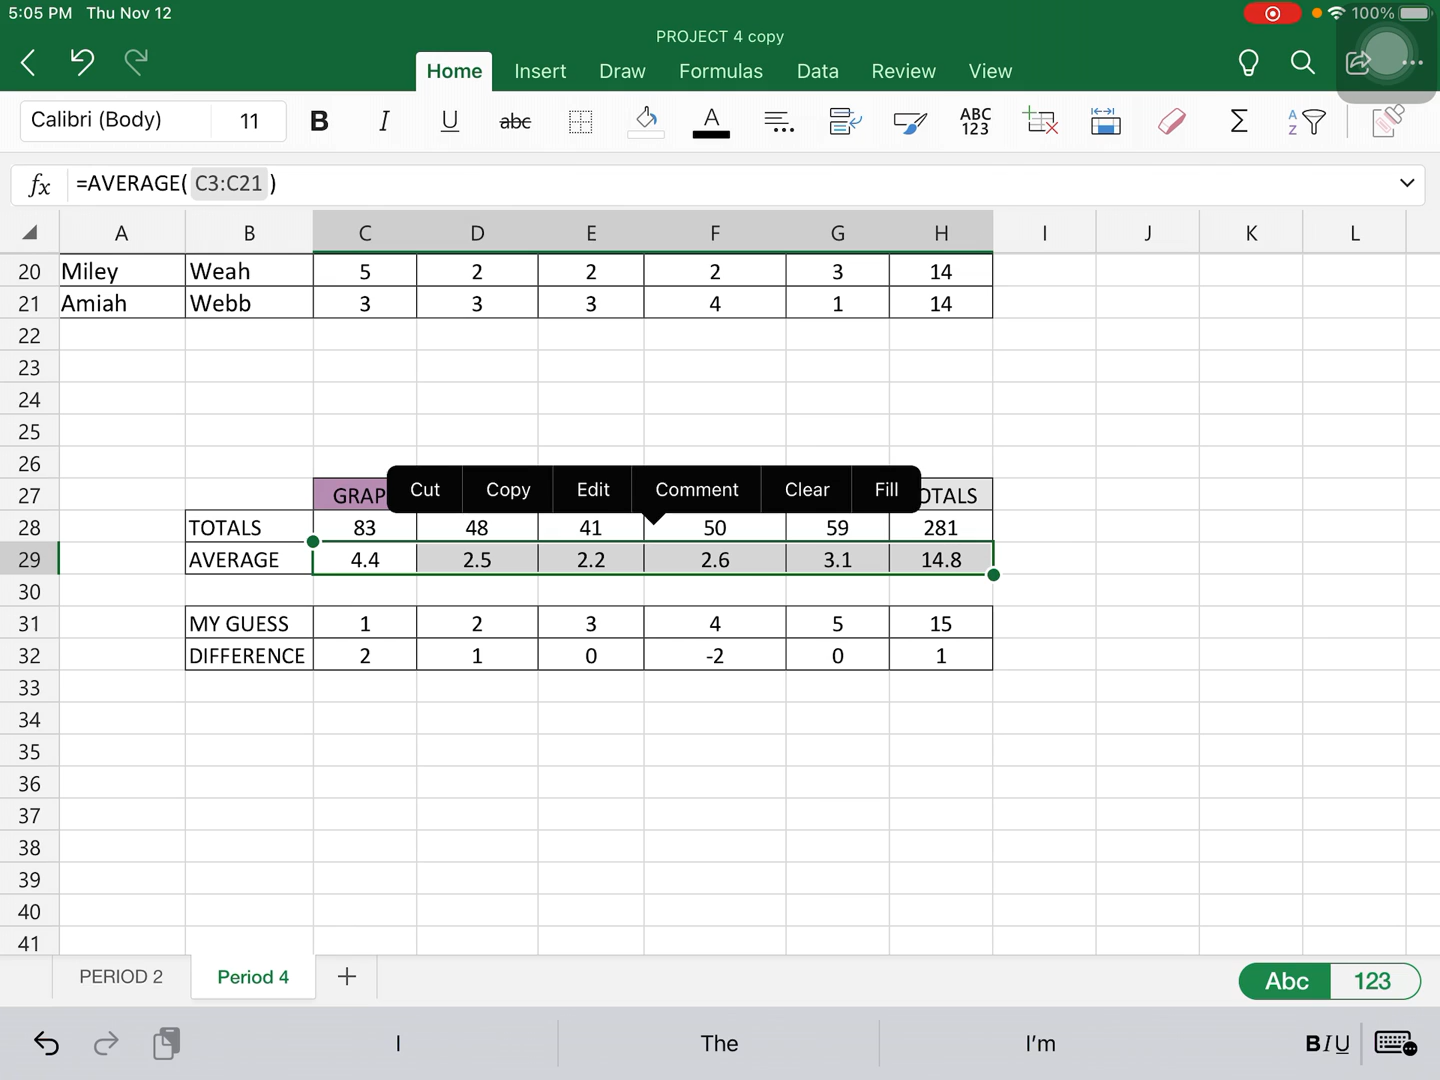 5:05 PM Thu Nov 12 100%
PROJECT 4 copy
Home Insert Draw Formulas Data Review View
Calibri (Body) 11 B I U abc A ABC 123 A Z
fx =AVERAGE( C3:C21 )
A B C D E F G H I J K L
20 Miley Weah 5 2 2 2 3 14
21 Amiah Webb 3 3 3 4 1 14
22
23
24
25
26
Cut Copy Edit Comment Clear Fill
27 GRAP OTALS
28 TOTALS 83 48 41 50 59 281
29 AVERAGE 4.4 2.5 2.2 2.6 3.1 14.8
30
31 MY GUESS 1 2 3 4 5 15
32 DIFFERENCE 2 1 0 -2 0 1
33
34
35
36
37
38
39
40
41
PERIOD 2 Period 4 + Abc 123
I The I'm BIU